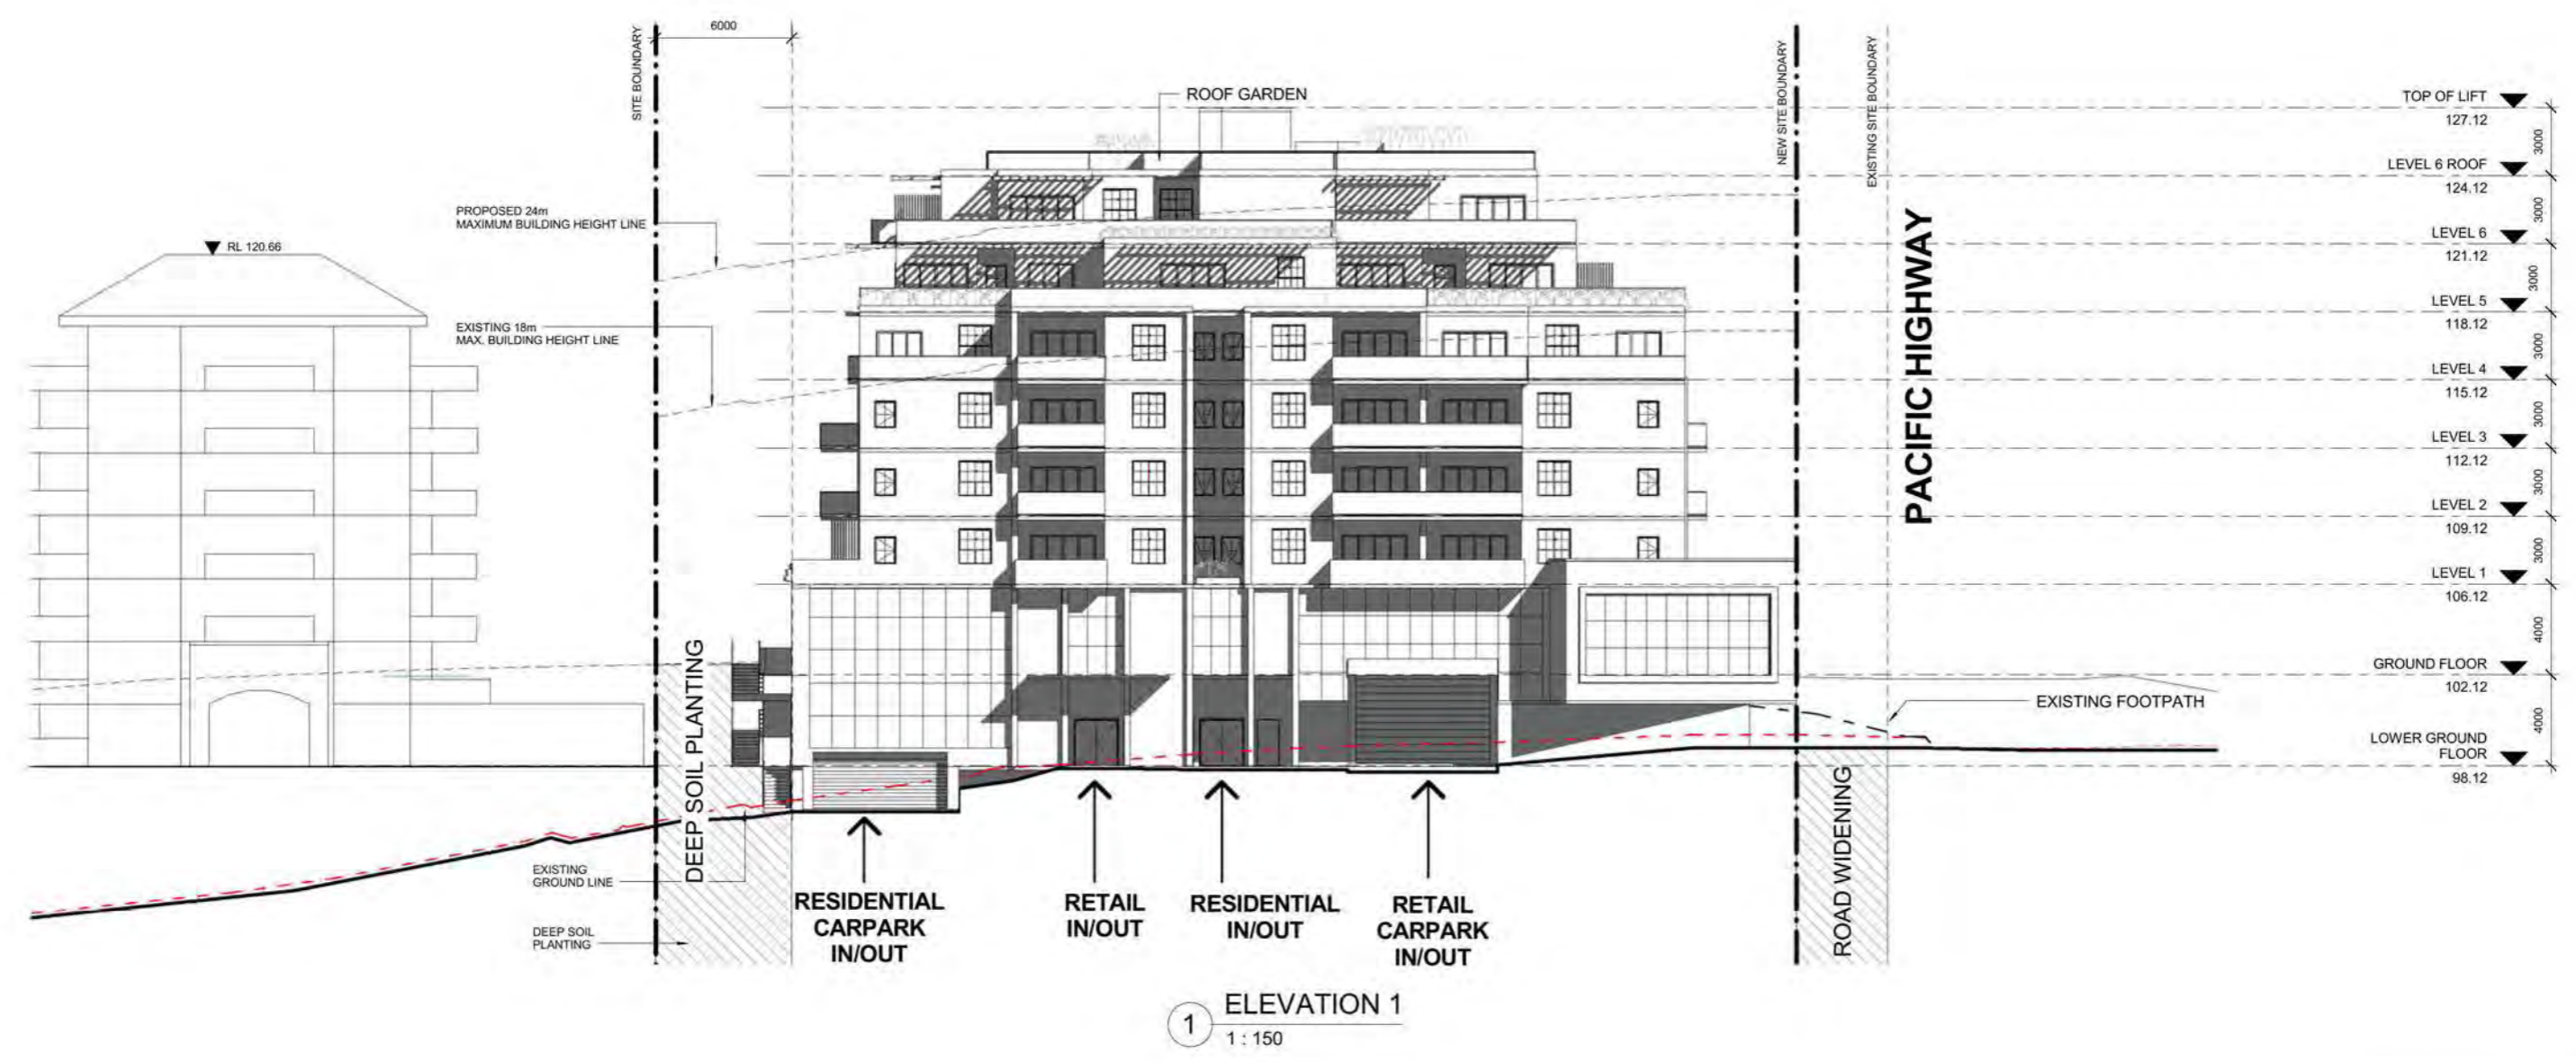 6000
SITE BOUNDARY
NEW SITE BOUNDARY
EXISTING SITE BOUNDARY
ROOF GARDEN
TOP OF LIFT
127.12
3000
LEVEL 6 ROOF
124.12
3000
PROPOSED 24m
MAXIMUM BUILDING HEIGHT LINE
RL 120.66
LEVEL 6
121.12
3000
LEVEL 5
118.12
3000
EXISTING 18m
MAX. BUILDING HEIGHT LINE
PACIFIC HIGHWAY
LEVEL 4
115.12
3000
LEVEL 3
112.12
3000
LEVEL 2
109.12
3000
LEVEL 1
106.12
4000
GROUND FLOOR
102.12
4000
EXISTING FOOTPATH
LOWER GROUND
FLOOR
98.12
DEEP SOIL PLANTING
ROAD WIDENING
EXISTING
GROUND LINE
DEEP SOIL
PLANTING
RESIDENTIAL
CARPARK
IN/OUT
RETAIL
IN/OUT
RESIDENTIAL
IN/OUT
RETAIL
CARPARK
IN/OUT
1
ELEVATION 1
1 : 150